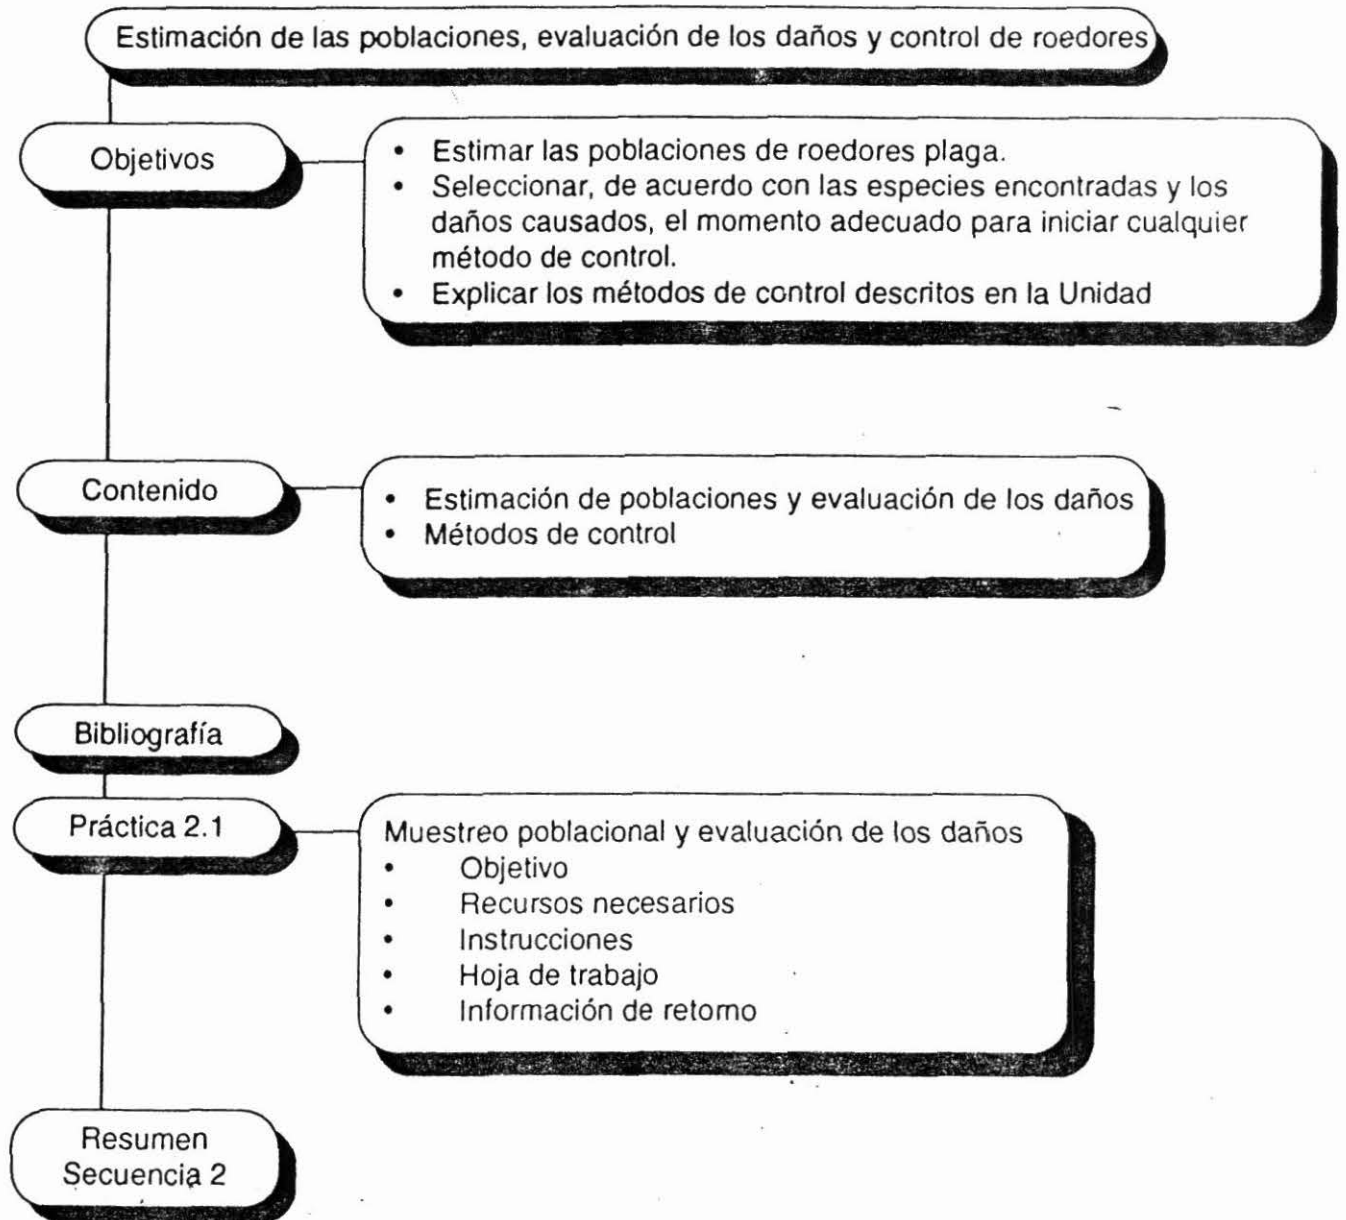 Estimación de las poblaciones, evaluación de los daños y control de roedores
Objetivos
• Estimar las poblaciones de roedores plaga.
• Seleccionar, de acuerdo con las especies encontradas y los
daños causados, el momento adecuado para iniciar cualquier
método de control.
• Explicar los métodos de control descritos en la Unidad
Contenido
• Estimación de poblaciones y evaluación de los daños
• Métodos de control
Bibliografía
Práctica 2.1
Muestreo poblacional y evaluación de los daños
• Objetivo
• Recursos necesarios
• Instrucciones
• Hoja de trabajo
• Información de retorno
Resumen
Secuencia 2